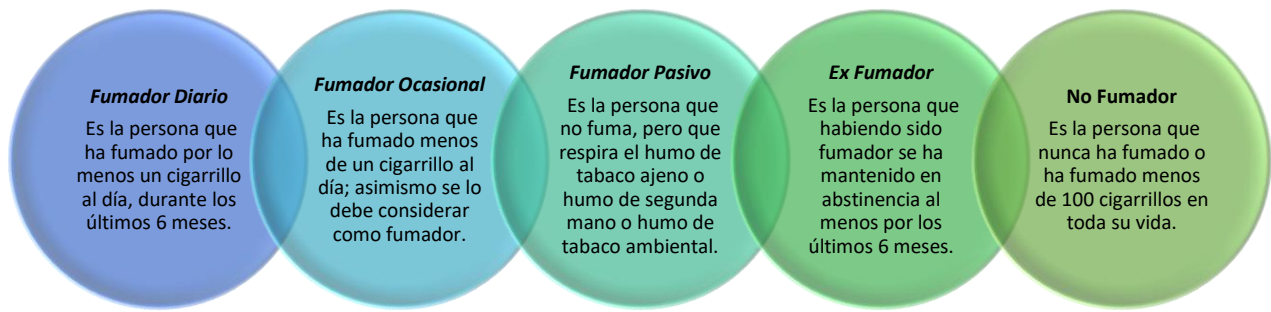 Fumador Diario
Es la persona que
ha fumado por lo
menos un cigarrillo
al día, durante los
últimos 6 meses.
Fumador Ocasional
Es la persona que
ha fumado menos
de un cigarrillo al
día; asimismo se lo
debe considerar
como fumador.
Fumador Pasivo
Es la persona que
no fuma, pero que
respira el humo de
tabaco ajeno o
humo de segunda
mano o humo de
tabaco ambiental.
Ex Fumador
Es la persona que
habiendo sido
fumador se ha
mantenido en
abstinencia al
menos por los
últimos 6 meses.
No Fumador
Es la persona que
nunca ha fumado o
ha fumado menos
de 100 cigarrillos en
toda su vida.